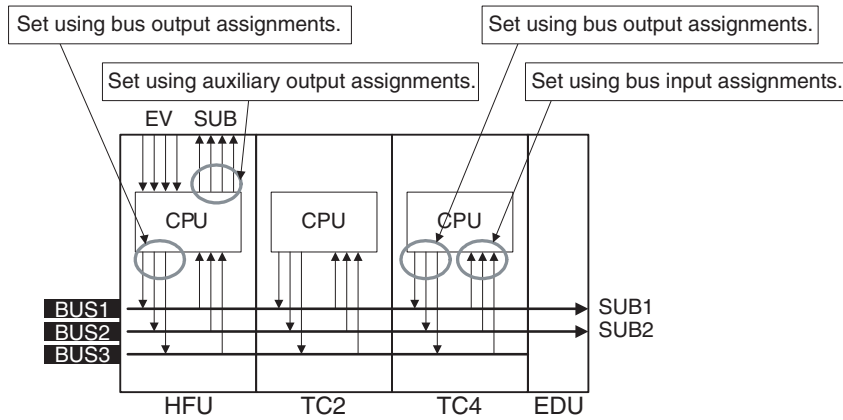 Set using bus output assignments.
Set using bus output assignments.
Set using auxiliary output assignments.
Set using bus input assignments.
EV SUB
CPU CPU CPU
BUS1 SUB1
BUS2 SUB2
BUS3
HFU TC2 TC4 EDU